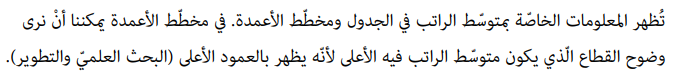 تُظهر المعلومات الخاصّة بمتوسّط الراتب في الجدول ومخطّط الأعمدة. في مخطّط الأعمدة يمكننا أنْ نرى
وضوح القطاع الّذي يكون متوسّط الراتب فيه الأعلى لأنّه يظهر بالعمود الأعلى (البحث العلميّ والتطوير).